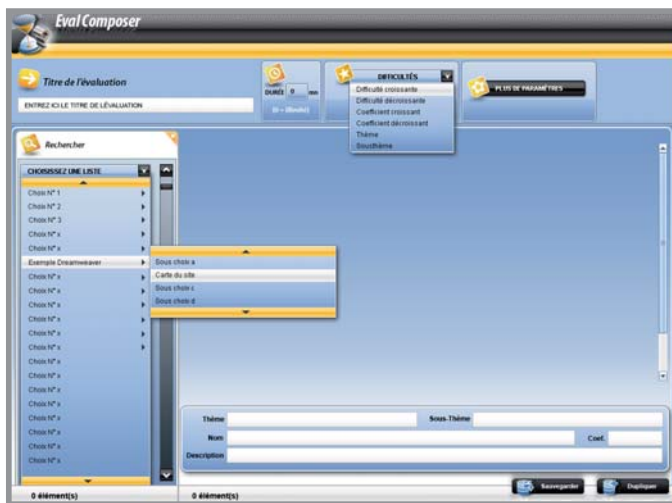 Eval Composer
Titre de l'évaluation
ENTREZ ICI LE TITRE DE LÉVALUATION
DURÉE 0 mn
DIFFICULTÉS
Difficulté croissante
Difficulté décroissante
Coefficient croissant
Coefficient décroissant
Thème
Sousthème
PLUS DE PARAMÈTRES
Rechercher
CHOISISSEZ UNE LISTE
Choix N° 1
Choix N° 2
Choix N° 3
Choix N° x
Choix N° x
Exemple Dreamweaver
Choix N° x
Choix N° x
Choix N° x
Choix N° x
Choix N° x
Choix N° x
Choix N° x
Choix N° x
Choix N° x
Choix N° x
Choix N° x
Choix N° x
Choix N° x
Choix N° x
Sous choix a
Carte du site
Sous choix c
Sous choix d
Thème
Sous-Thème
Nom
Coef.
Description
0 élément(s)
0 élément(s)
Sauvegarder
Dupliquer